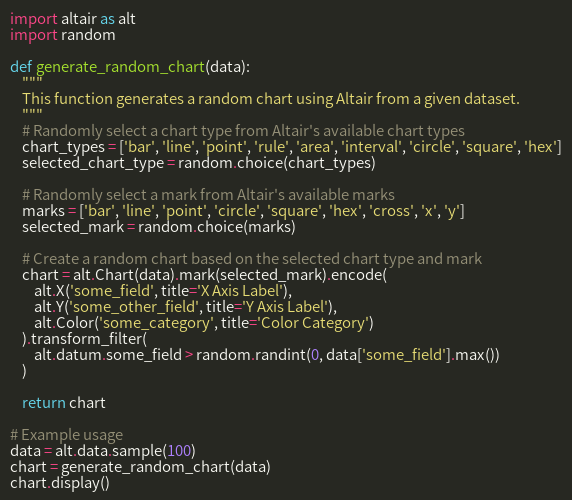 import altair as alt
import random

def generate_random_chart(data):
    """
    This function generates a random chart using Altair from a given dataset.
    """
    # Randomly select a chart type from Altair's available chart types
    chart_types = ['bar', 'line', 'point', 'rule', 'area', 'interval', 'circle', 'square', 'hex']
    selected_chart_type = random.choice(chart_types)

    # Randomly select a mark from Altair's available marks
    marks = ['bar', 'line', 'point', 'circle', 'square', 'hex', 'cross', 'x', 'y']
    selected_mark = random.choice(marks)

    # Create a random chart based on the selected chart type and mark
    chart = alt.Chart(data).mark(selected_mark).encode(
        alt.X('some_field', title='X Axis Label'),
        alt.Y('some_other_field', title='Y Axis Label'),
        alt.Color('some_category', title='Color Category')
    ).transform_filter(
        alt.datum.some_field > random.randint(0, data['some_field'].max())
    )

    return chart

# Example usage
data = alt.data.sample(100)
chart = generate_random_chart(data)
chart.display()